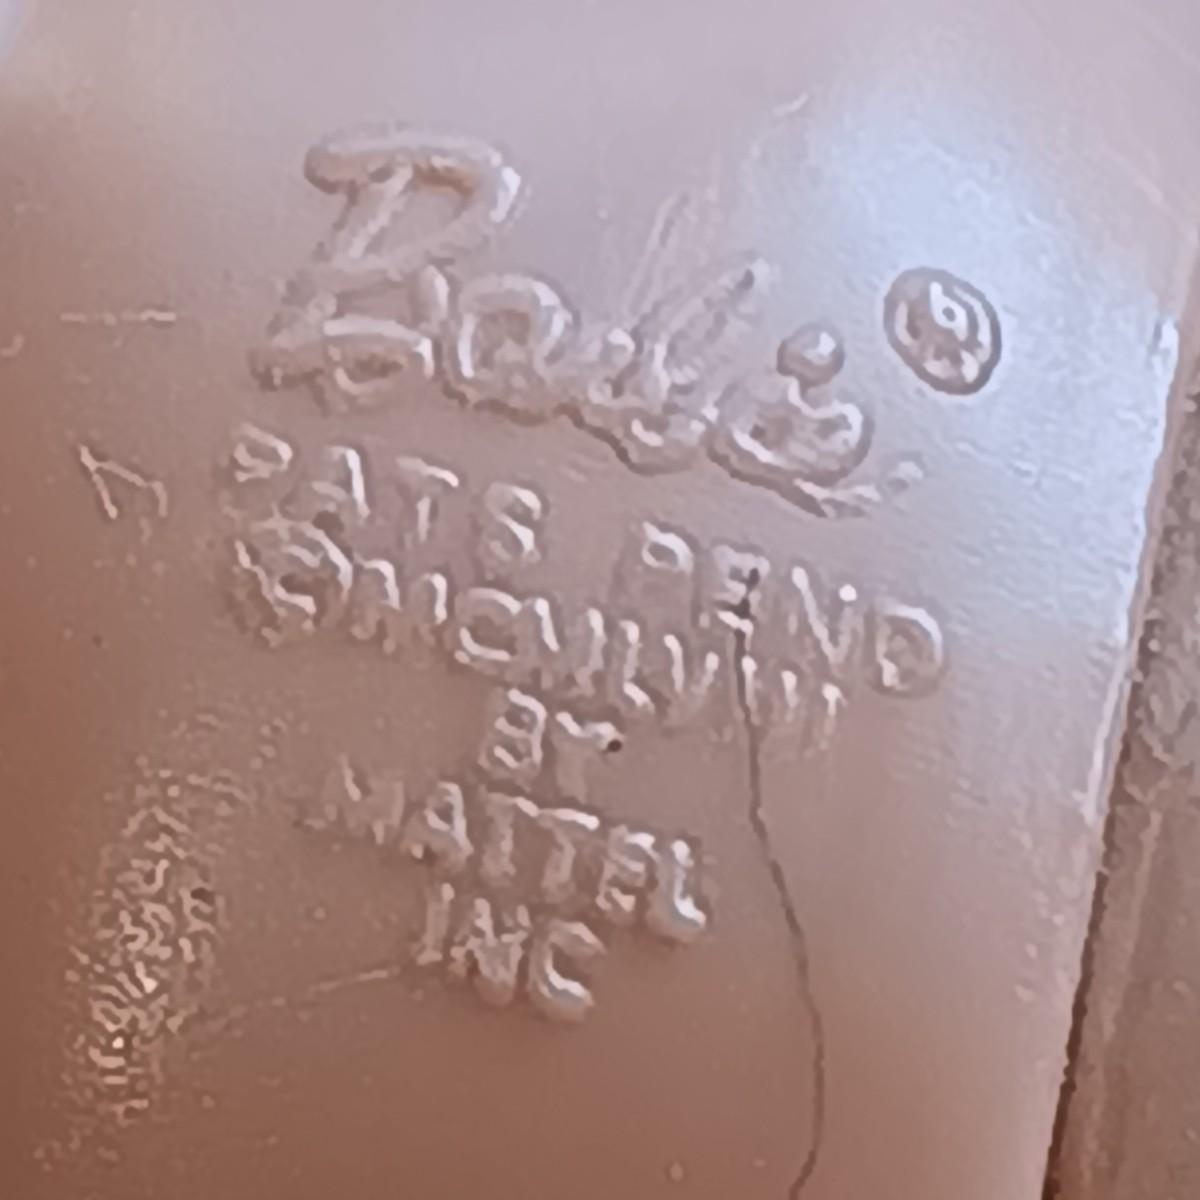 Barbie ®
PATS PEND
©MCMLVIII
BY
MATTEL
INC